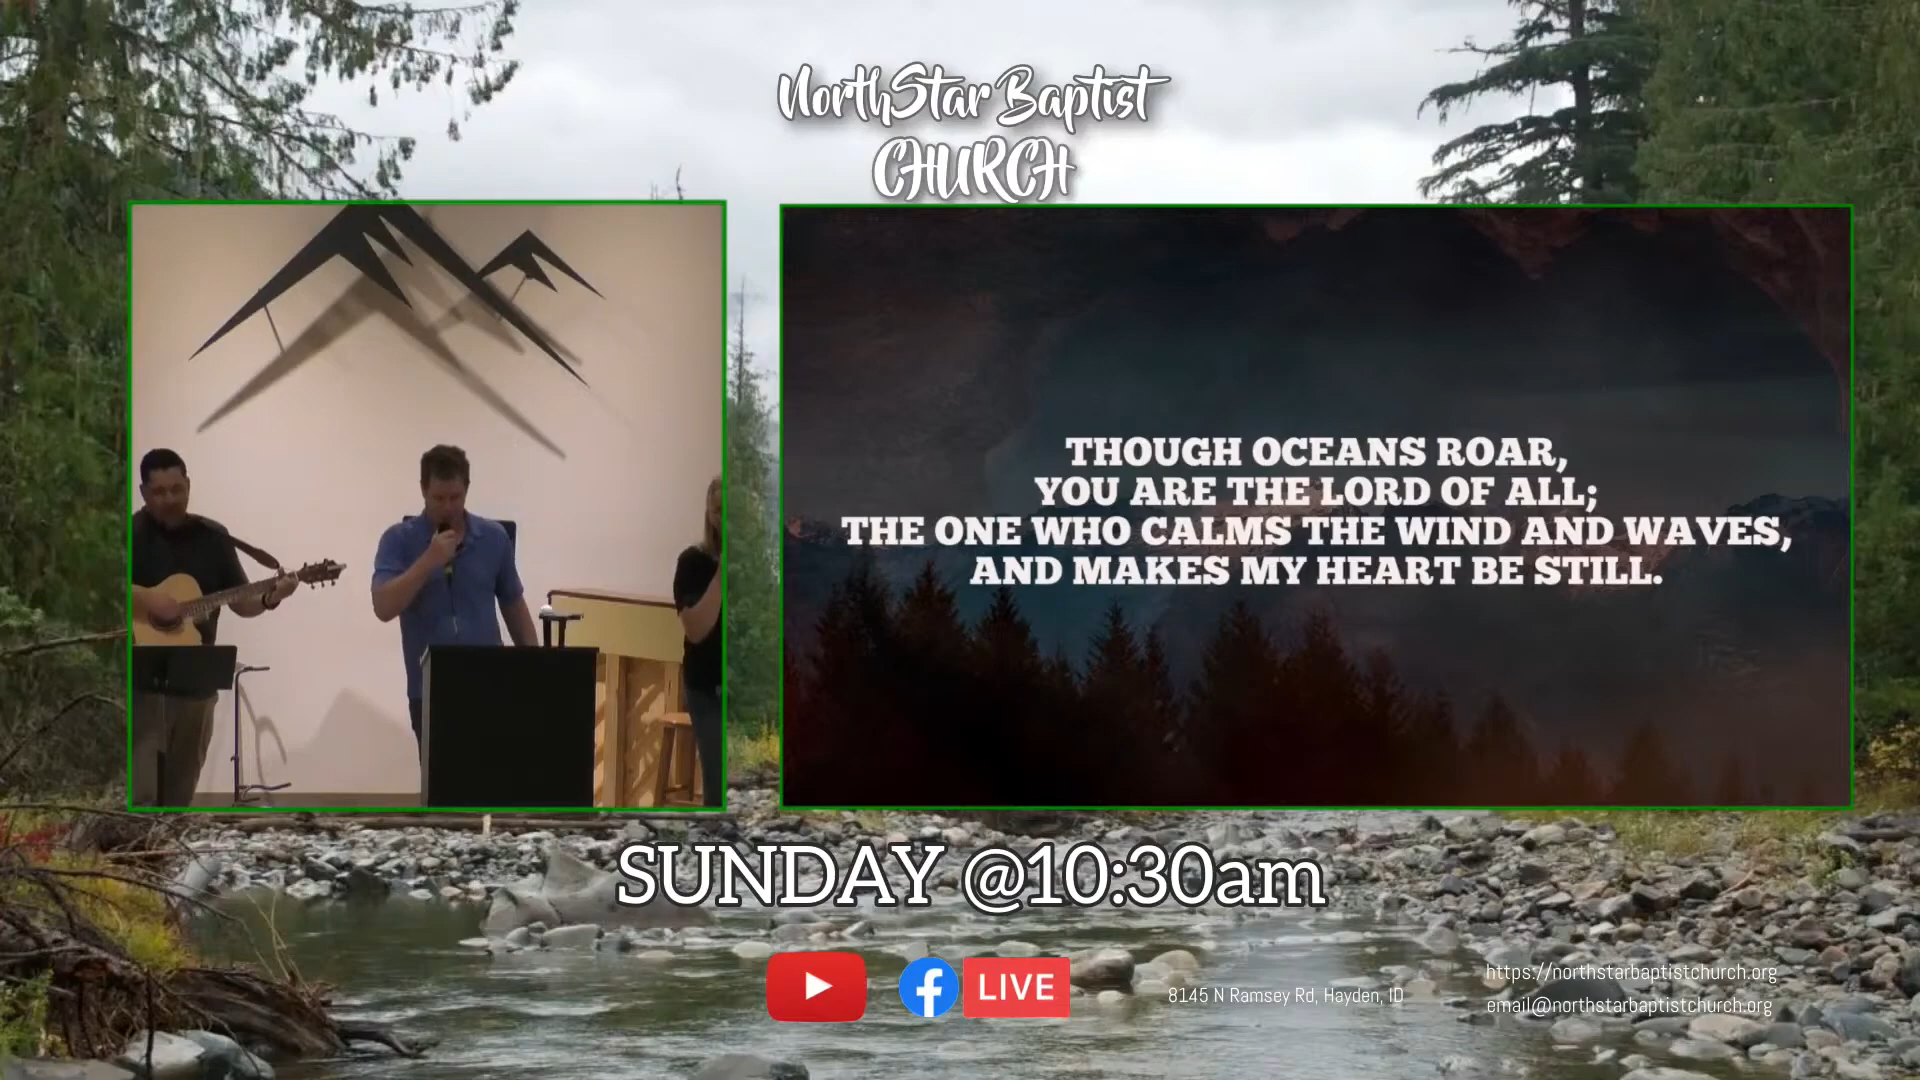 NorthStar Baptist
CHURCH
THOUGH OCEANS ROAR,
YOU ARE THE LORD OF ALL;
THE ONE WHO CALMS THE WIND AND WAVES,
AND MAKES MY HEART BE STILL.
SUNDAY @10:30am
LIVE
8145 N Ramsey Rd, Hayden, ID
https://northstarbaptistchurch.org
email@northstarbaptistchurch.org